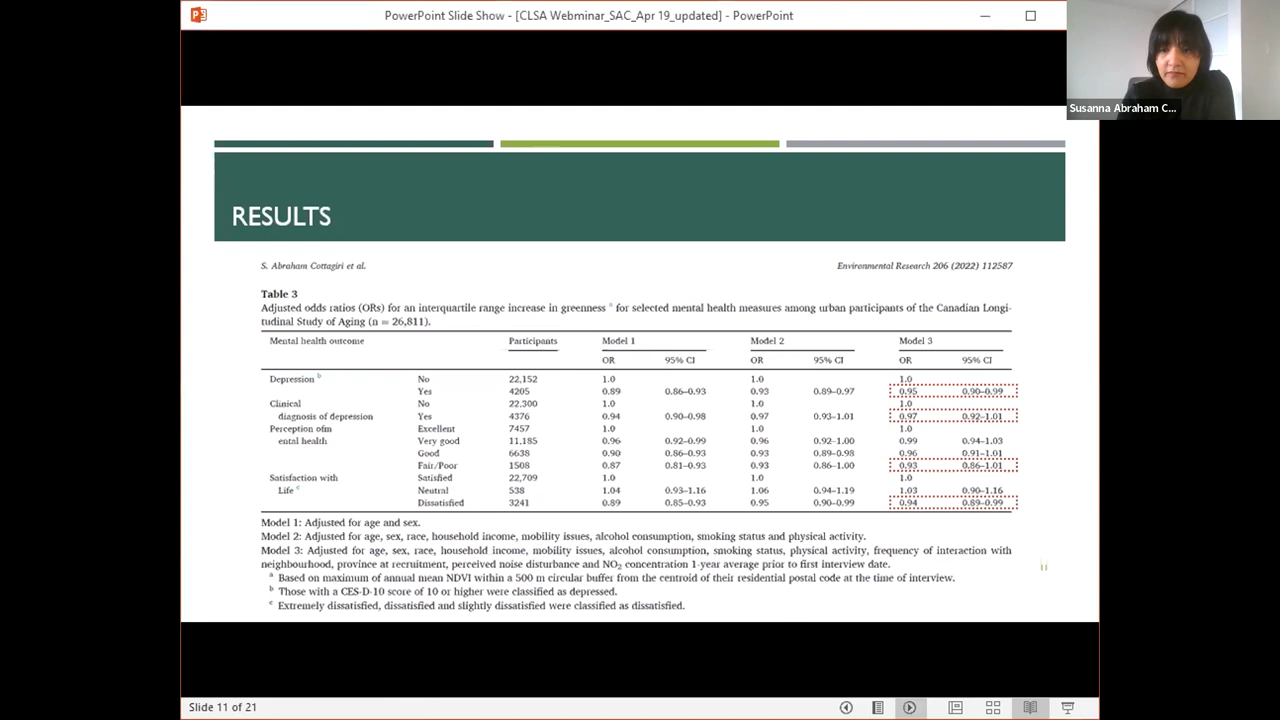 PowerPoint Slide Show - [CLSA Webminar_SAC_Apr 19_updated] - PowerPoint
Susanna Abraham C...
RESULTS
S. Abraham Cottagiri et al.
Environmental Research 206 (2022) 112587
Table 3
Adjusted odds ratios (ORs) for an interquartile range increase in greenness a for selected mental health measures among urban participants of the Canadian Longi-
tudinal Study of Aging (n = 26,811).
Mental health outcome Participants Model 1 Model 2 Model 3
OR 95% CI OR 95% CI OR 95% CI
Depression b No 22,152 1.0 1.0 1.0
Yes 4205 0.89 0.86–0.93 0.93 0.89–0.97 0.95 0.90–0.99
Clinical No 22,300 1.0 1.0 1.0
diagnosis of depression Yes 4376 0.94 0.90–0.98 0.97 0.93–1.01 0.97 0.92–1.01
Perception ofm Excellent 7457 1.0 1.0 1.0
ental health Very good 11,185 0.96 0.92–0.99 0.96 0.92–1.00 0.99 0.94–1.03
Good 6638 0.90 0.86–0.93 0.93 0.89–0.98 0.96 0.91–1.01
Fair/Poor 1508 0.87 0.81–0.93 0.93 0.86–1.00 0.93 0.86–1.01
Satisfaction with Satisfied 22,709 1.0 1.0 1.0
Life c Neutral 538 1.04 0.93–1.16 1.06 0.94–1.19 1.03 0.90–1.16
Dissatisfied 3241 0.89 0.85–0.93 0.95 0.90–0.99 0.94 0.89–0.99
Model 1: Adjusted for age and sex.
Model 2: Adjusted for age, sex, race, household income, mobility issues, alcohol consumption, smoking status and physical activity.
Model 3: Adjusted for age, sex, race, household income, mobility issues, alcohol consumption, smoking status, physical activity, frequency of interaction with
neighbourhood, province at recruitment, perceived noise disturbance and NO2 concentration 1-year average prior to first interview date.
a Based on maximum of annual mean NDVI within a 500 m circular buffer from the centroid of their residential postal code at the time of interview.
b Those with a CES-D-10 score of 10 or higher were classified as depressed.
c Extremely dissatisfied, dissatisfied and slightly dissatisfied were classified as dissatisfied.
11
Slide 11 of 21